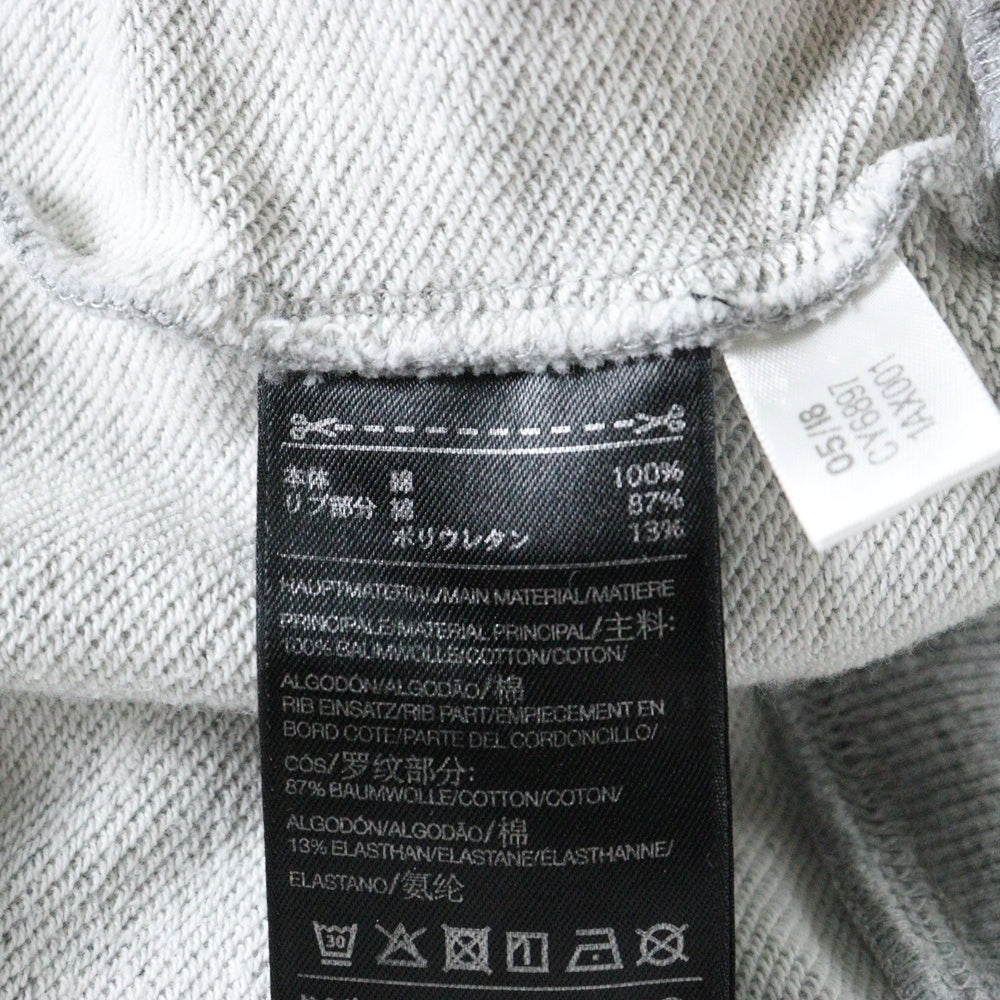 本体 綿 100%
リブ部分 綿 87%
ポリウレタン 13%
HAUPTMATERIAL/MAIN MATERIAL/MATIERE
PRINCIPALE/MATERIAL PRINCIPAL/主料:
100% BAUMWOLLE/COTTON/COTON/
ALGODÓN/ALGODÃO/棉
RIB EINSATZ/RIB PART/EMPIECEMENT EN
BORD COTE/PARTE DEL CORDONCILLO/
CÓS/罗纹部分:
87% BAUMWOLLE/COTTON/COTON/
ALGODÓN/ALGODÃO/棉
13% ELASTHAN/ELASTANE/ÉLASTHANNE/
ELASTANO/氨纶
30
05/18
CY6897
1AX001